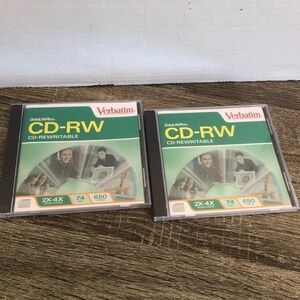 Verbatim.
DataLifePlus
CD-RW
CD-REWRITABLE
2X-4X
74
650
Verbatim.
DataLifePlus
CD-RW
CD-REWRITABLE
2X-4X
74
650